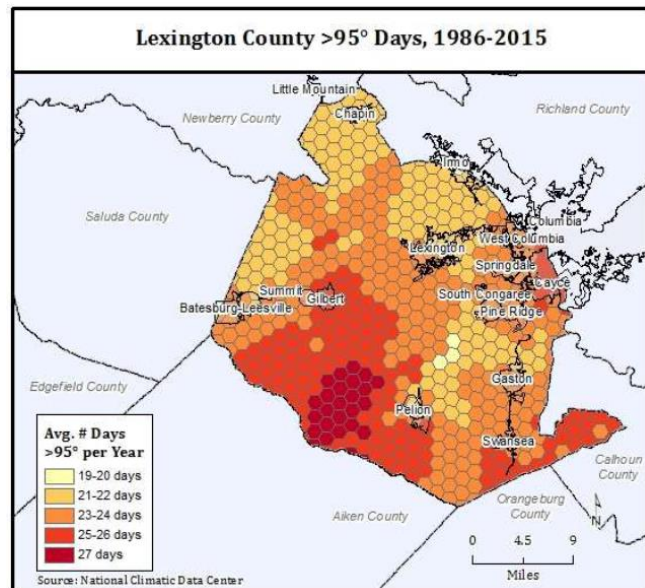 Lexington County >95° Days, 1986-2015
Little Mountain
Newberry County
Chapin
Richland County
Irmo
Saluda County
Columbia
West Columbia
Lexington
Springdale
Cayce
Summit
Gilbert
South Congaree
Batesburg-Leesville
Pine Ridge
Edgefield County
Gaston
Pelion
Swansea
Calhoun
County
Orangeburg
County
Aiken County
N
Avg. # Days
>95° per Year
19-20 days
21-22 days
23-24 days
25-26 days
27 days
0 4.5 9
Miles
Source: National Climatic Data Center